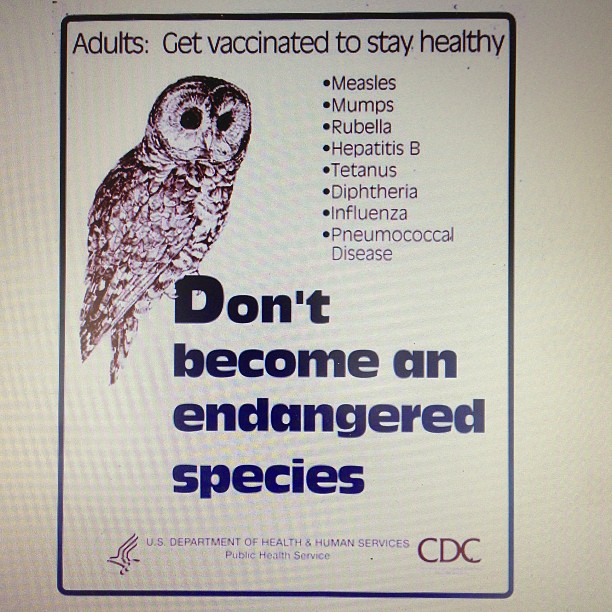 Adults: Get vaccinated to stay healthy
•Measles
•Mumps
•Rubella
•Hepatitis B
•Tetanus
•Diphtheria
•Influenza
•Pneumococcal
Disease
Don't
become an
endangered
species
U.S. DEPARTMENT OF HEALTH & HUMAN SERVICES
Public Health Service
CDC